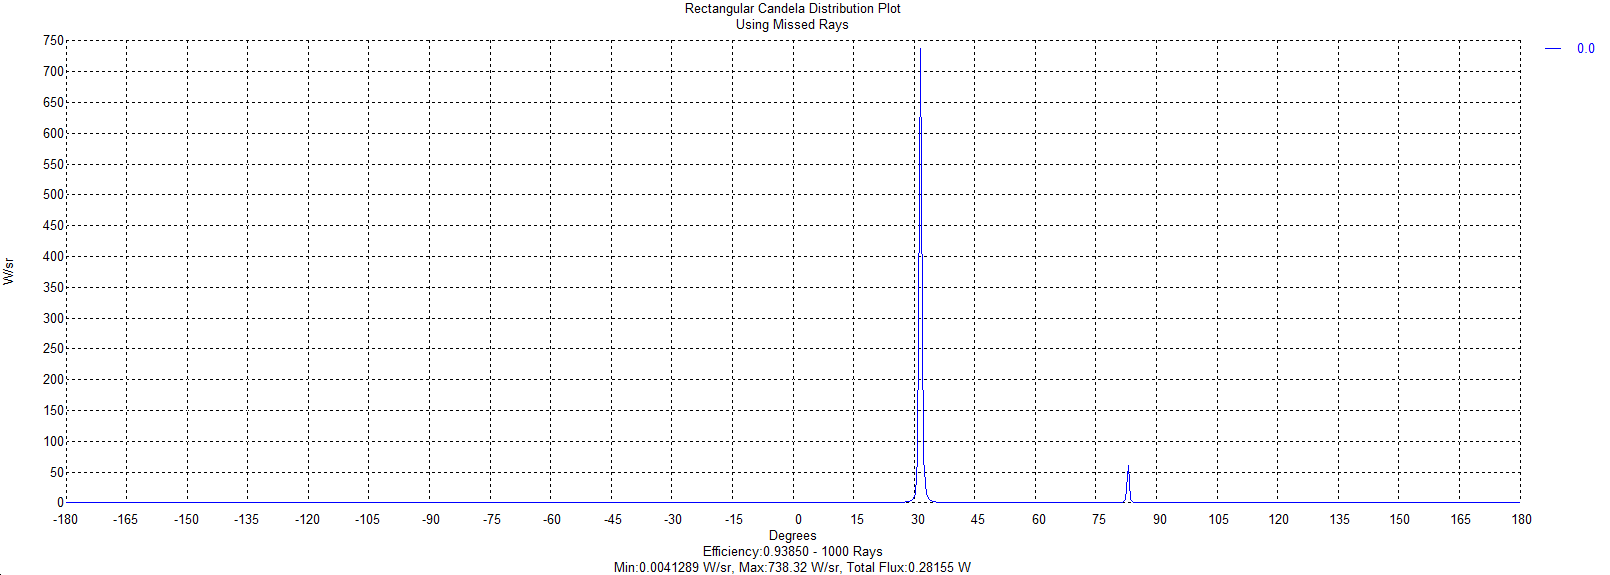 Rectangular Candela Distribution Plot
Using Missed Rays
0.0
W/sr
750
700
650
600
550
500
450
400
350
300
250
200
150
100
50
0
-180 -165 -150 -135 -120 -105 -90 -75 -60 -45 -30 -15 0 15 30 45 60 75 90 105 120 135 150 165 180
Degrees
Efficiency:0.93850 - 1000 Rays
Min:0.0041289 W/sr, Max:738.32 W/sr, Total Flux:0.28155 W